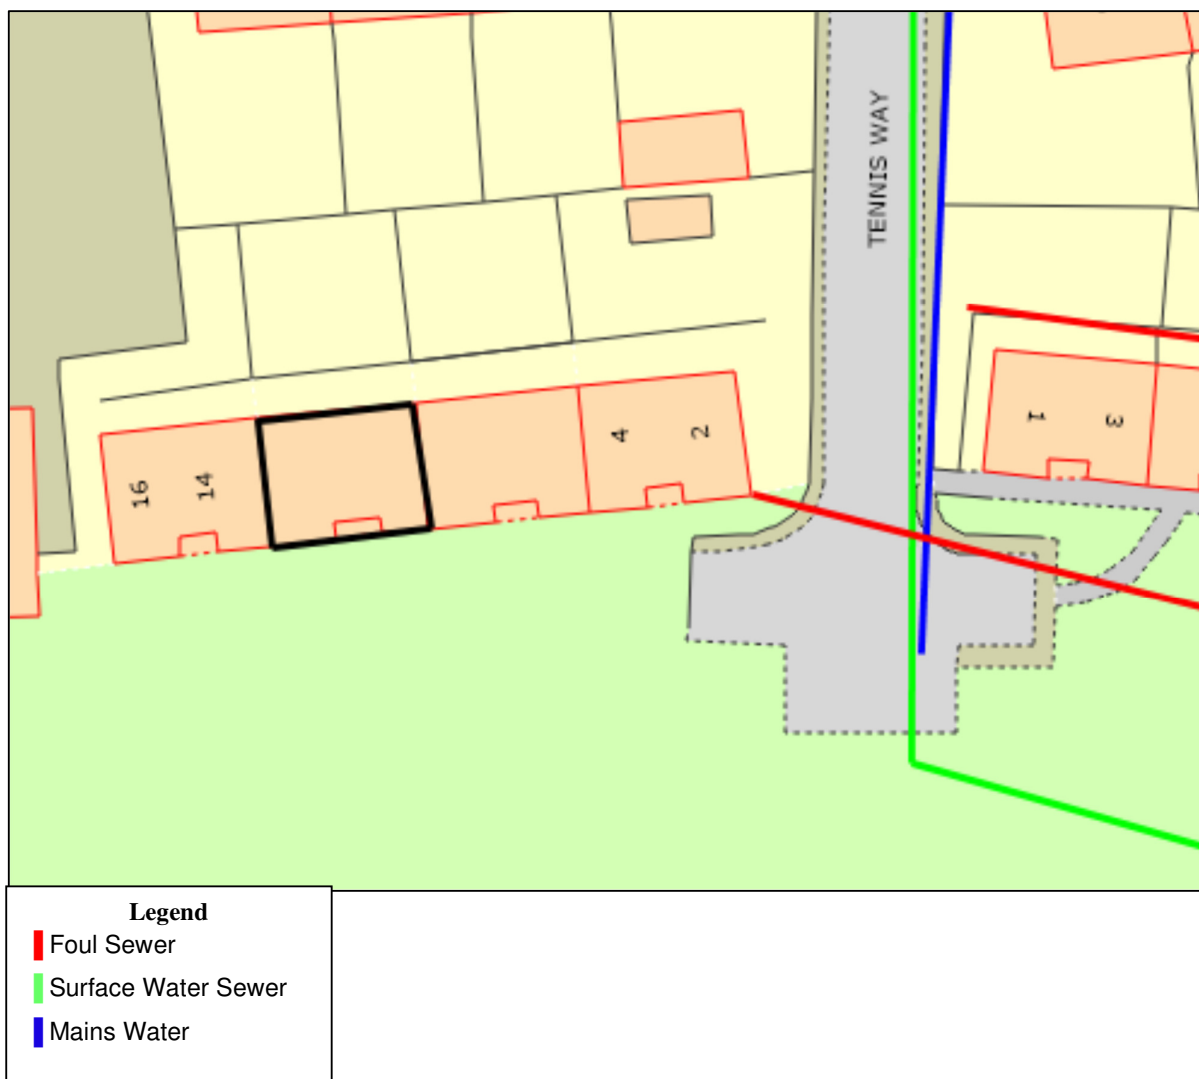 TENNIS WAY
16
14
4
2
1
3
Legend
Foul Sewer
Surface Water Sewer
Mains Water